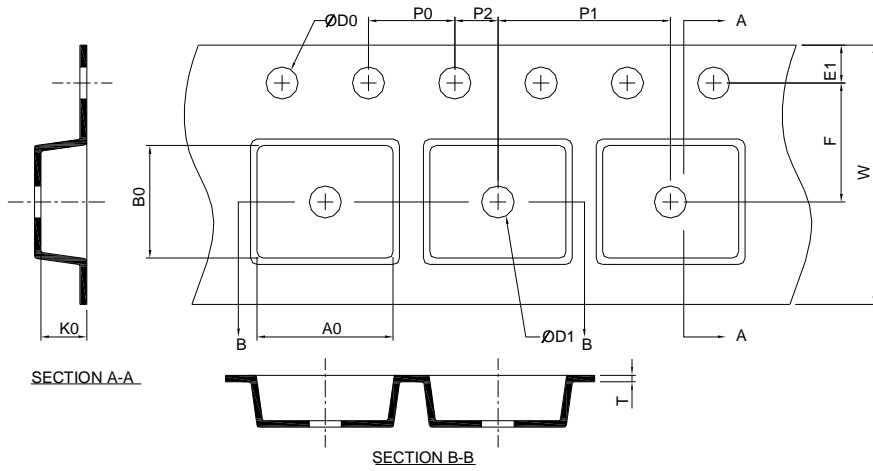 ØD0
P0
P2
P1
A
E1
F
W
B0
K0
A0
B
ØD1
B
A
SECTION A-A
T
SECTION B-B